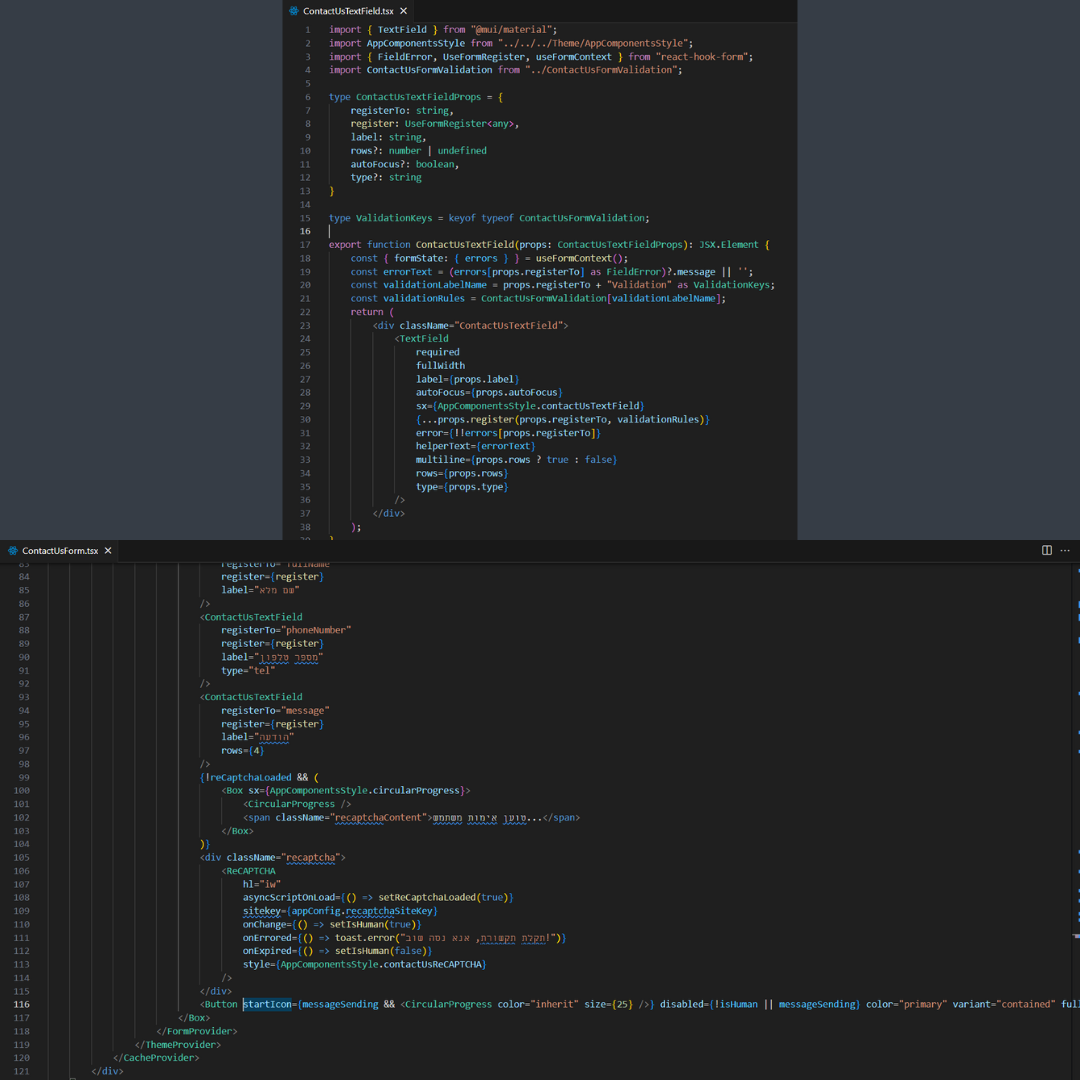 ContactUsTextField.tsx
1 import { TextField } from "@mui/material";
2 import AppComponentsStyle from "../../../Theme/AppComponentsStyle";
3 import { FieldError, UseFormRegister, useFormContext } from "react-hook-form";
4 import ContactUsFormValidation from "../ContactUsFormValidation";
5
6 type ContactUsTextFieldProps = {
7 registerTo: string,
8 register: UseFormRegister<any>,
9 label: string,
10 rows?: number | undefined
11 autoFocus?: boolean,
12 type?: string
13 }
14
15 type ValidationKeys = keyof typeof ContactUsFormValidation;
16
17 export function ContactUsTextField(props: ContactUsTextFieldProps): JSX.Element {
18 const { formState: { errors } } = useFormContext();
19 const errorText = (errors[props.registerTo] as FieldError)?.message || '';
20 const validationLabelName = props.registerTo + "Validation" as ValidationKeys;
21 const validationRules = ContactUsFormValidation[validationLabelName];
22 return (
23 <div className="ContactUsTextField">
24 <TextField
25 required
26 fullWidth
27 label={props.label}
28 autoFocus={props.autoFocus}
29 sx={AppComponentsStyle.contactUsTextField}
30 {...props.register(props.registerTo, validationRules)}
31 error={!!errors[props.registerTo]}
32 helperText={errorText}
33 multiline={props.rows ? true : false}
34 rows={props.rows}
35 type={props.type}
36 />
37 </div>
38 );
39 }
ContactUsForm.tsx
83 registerTo="fullName"
84 register={register}
85 label="שם מלא"
86 />
87 <ContactUsTextField
88 registerTo="phoneNumber"
89 register={register}
90 label="מספר טלפון"
91 type="tel"
92 />
93 <ContactUsTextField
94 registerTo="message"
95 register={register}
96 label="הודעה"
97 rows={4}
98 />
99 {!reCaptchaLoaded && (
100 <Box sx={AppComponentsStyle.circularProgress}>
101 <CircularProgress />
102 <span className="recaptchaContent">טוען אימות משתמש...</span>
103 </Box>
104 )}
105 <div className="recaptcha">
106 <ReCAPTCHA
107 hl="iw"
108 asyncScriptOnLoad={() => setReCaptchaLoaded(true)}
109 sitekey={appConfig.recaptchaSiteKey}
110 onChange={() => setIsHuman(true)}
111 onErrored={() => toast.error("תקלת תקשורת, אנא נסה שוב!")}
112 onExpired={() => setIsHuman(false)}
113 style={AppComponentsStyle.contactUsReCAPTCHA}
114 />
115 </div>
116 <Button startIcon={messageSending && <CircularProgress color="inherit" size={25} />} disabled={!isHuman || messageSending} color="primary" variant="contained" full
117 </Box>
118 </FormProvider>
119 </ThemeProvider>
120 </CacheProvider>
121 </div>